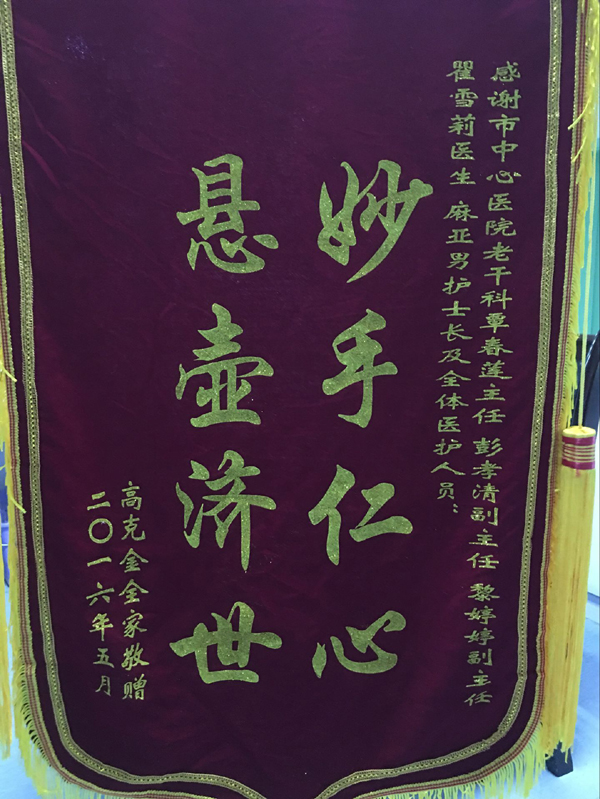 感谢市中心医院老干科覃春莲主任 彭孝清副主任 黎婷婷副主任
瞿雪莉医生 麻亚男护士长及全体医护人员：
妙手仁心
悬壶济世
高克金全家敬赠
二〇一六年五月